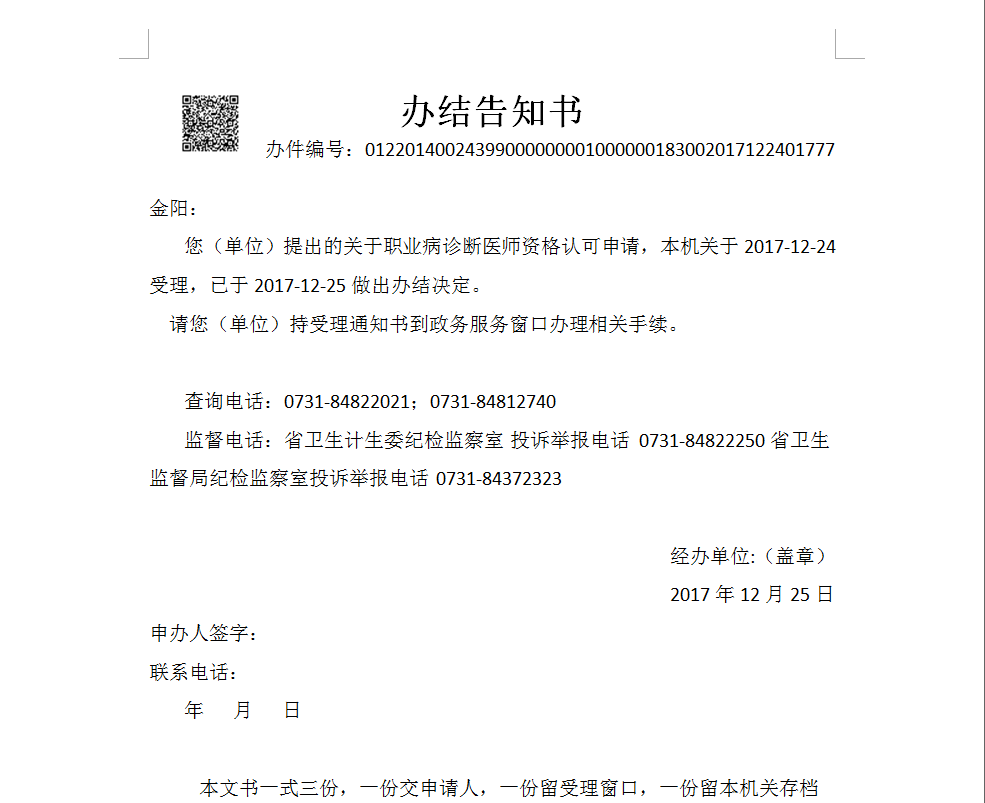 办结告知书
办件编号：012201400243990000000010000001830020171224​01777
金阳：
您（单位）提出的关于职业病诊断医师资格认可申请，本机关于 2017-12-24
受理，已于 2017-12-25 做出办结决定。
请您（单位）持受理通知书到政务服务窗口办理相关手续。
查询电话：0731-84822021；0731-84812740
监督电话：省卫生计生委纪检监察室 投诉举报电话 0731-84822250 省卫生
监督局纪检监察室投诉举报电话 0731-84372323
经办单位:（盖章）
2017 年 12 月 25 日
申办人签字：
联系电话：
年 月 日
本文书一式三份，一份交申请人，一份留受理窗口，一份留本机关存档